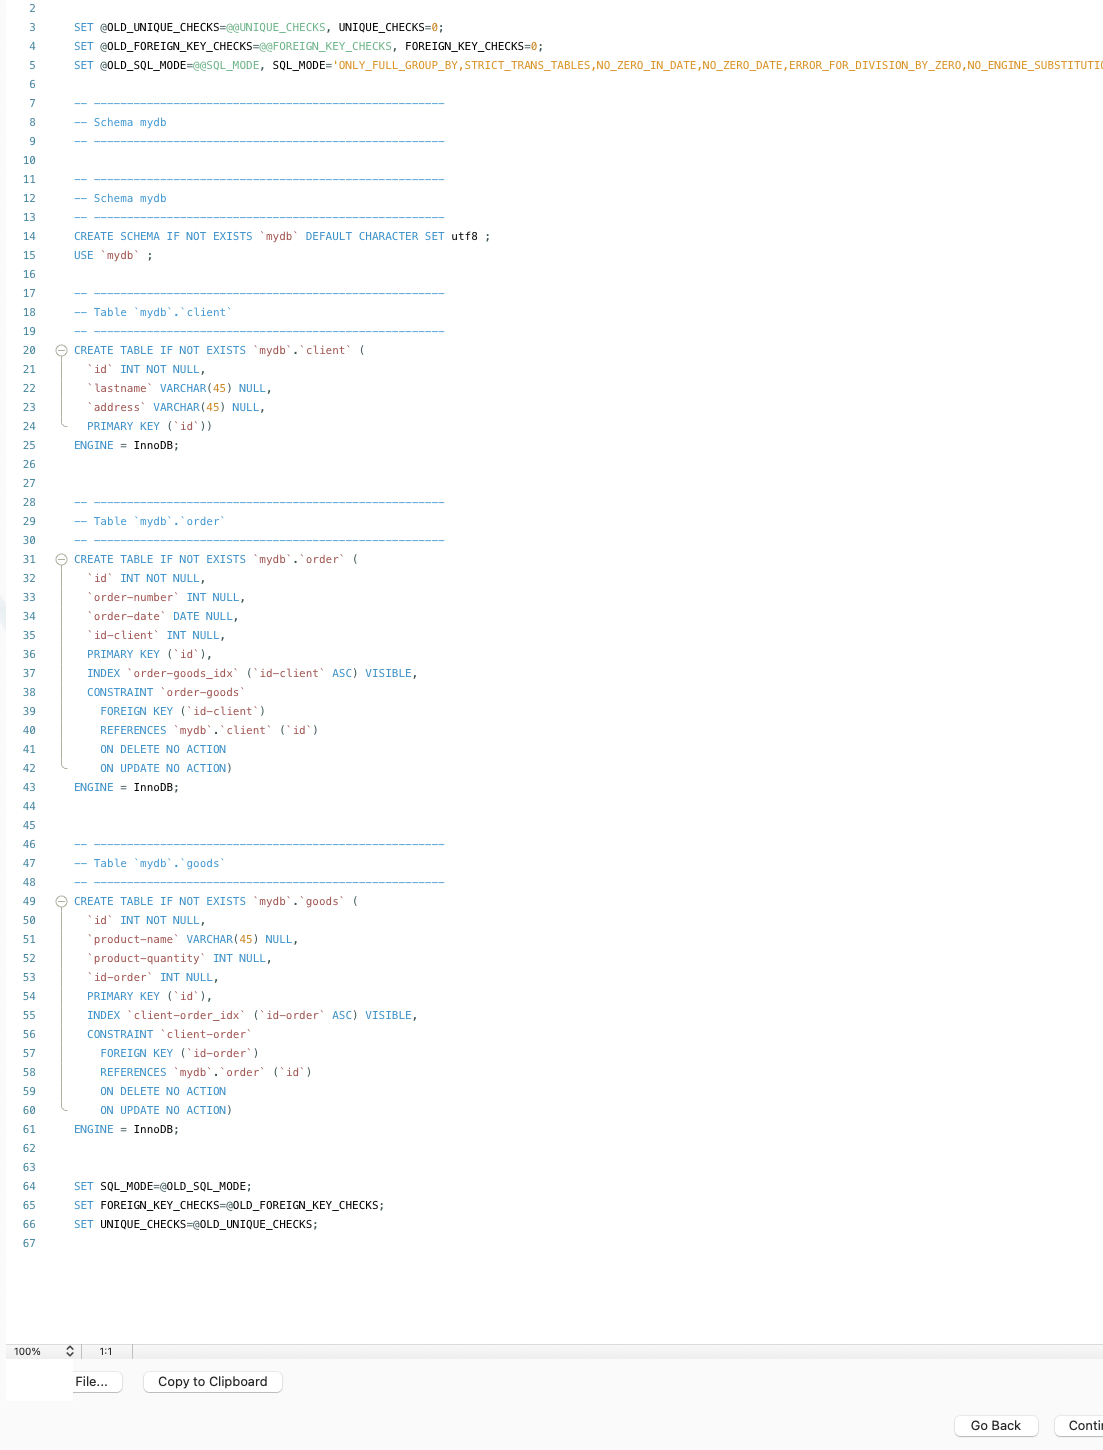 2
3 SET @OLD_UNIQUE_CHECKS=@@UNIQUE_CHECKS, UNIQUE_CHECKS=0;
4 SET @OLD_FOREIGN_KEY_CHECKS=@@FOREIGN_KEY_CHECKS, FOREIGN_KEY_CHECKS=0;
5 SET @OLD_SQL_MODE=@@SQL_MODE, SQL_MODE='ONLY_FULL_GROUP_BY,STRICT_TRANS_TABLES,NO_ZERO_IN_DATE,NO_ZERO_DATE,ERROR_FOR_DIVISION_BY_ZERO,NO_ENGINE_SUBSTITUTIO
6
7 -- -----------------------------------------------------
8 -- Schema mydb
9 -- -----------------------------------------------------
10
11 -- -----------------------------------------------------
12 -- Schema mydb
13 -- -----------------------------------------------------
14 CREATE SCHEMA IF NOT EXISTS `mydb` DEFAULT CHARACTER SET utf8 ;
15 USE `mydb` ;
16
17 -- -----------------------------------------------------
18 -- Table `mydb`.`client`
19 -- -----------------------------------------------------
20 CREATE TABLE IF NOT EXISTS `mydb`.`client` (
21 `id` INT NOT NULL,
22 `lastname` VARCHAR(45) NULL,
23 `address` VARCHAR(45) NULL,
24 PRIMARY KEY (`id`))
25 ENGINE = InnoDB;
26
27
28 -- -----------------------------------------------------
29 -- Table `mydb`.`order`
30 -- -----------------------------------------------------
31 CREATE TABLE IF NOT EXISTS `mydb`.`order` (
32 `id` INT NOT NULL,
33 `order-number` INT NULL,
34 `order-date` DATE NULL,
35 `id-client` INT NULL,
36 PRIMARY KEY (`id`),
37 INDEX `order-goods_idx` (`id-client` ASC) VISIBLE,
38 CONSTRAINT `order-goods`
39 FOREIGN KEY (`id-client`)
40 REFERENCES `mydb`.`client` (`id`)
41 ON DELETE NO ACTION
42 ON UPDATE NO ACTION)
43 ENGINE = InnoDB;
44
45
46 -- -----------------------------------------------------
47 -- Table `mydb`.`goods`
48 -- -----------------------------------------------------
49 CREATE TABLE IF NOT EXISTS `mydb`.`goods` (
50 `id` INT NOT NULL,
51 `product-name` VARCHAR(45) NULL,
52 `product-quantity` INT NULL,
53 `id-order` INT NULL,
54 PRIMARY KEY (`id`),
55 INDEX `client-order_idx` (`id-order` ASC) VISIBLE,
56 CONSTRAINT `client-order`
57 FOREIGN KEY (`id-order`)
58 REFERENCES `mydb`.`order` (`id`)
59 ON DELETE NO ACTION
60 ON UPDATE NO ACTION)
61 ENGINE = InnoDB;
62
63
64 SET SQL_MODE=@OLD_SQL_MODE;
65 SET FOREIGN_KEY_CHECKS=@OLD_FOREIGN_KEY_CHECKS;
66 SET UNIQUE_CHECKS=@OLD_UNIQUE_CHECKS;
67
100% 1:1
File... Copy to Clipboard
Go Back Conti